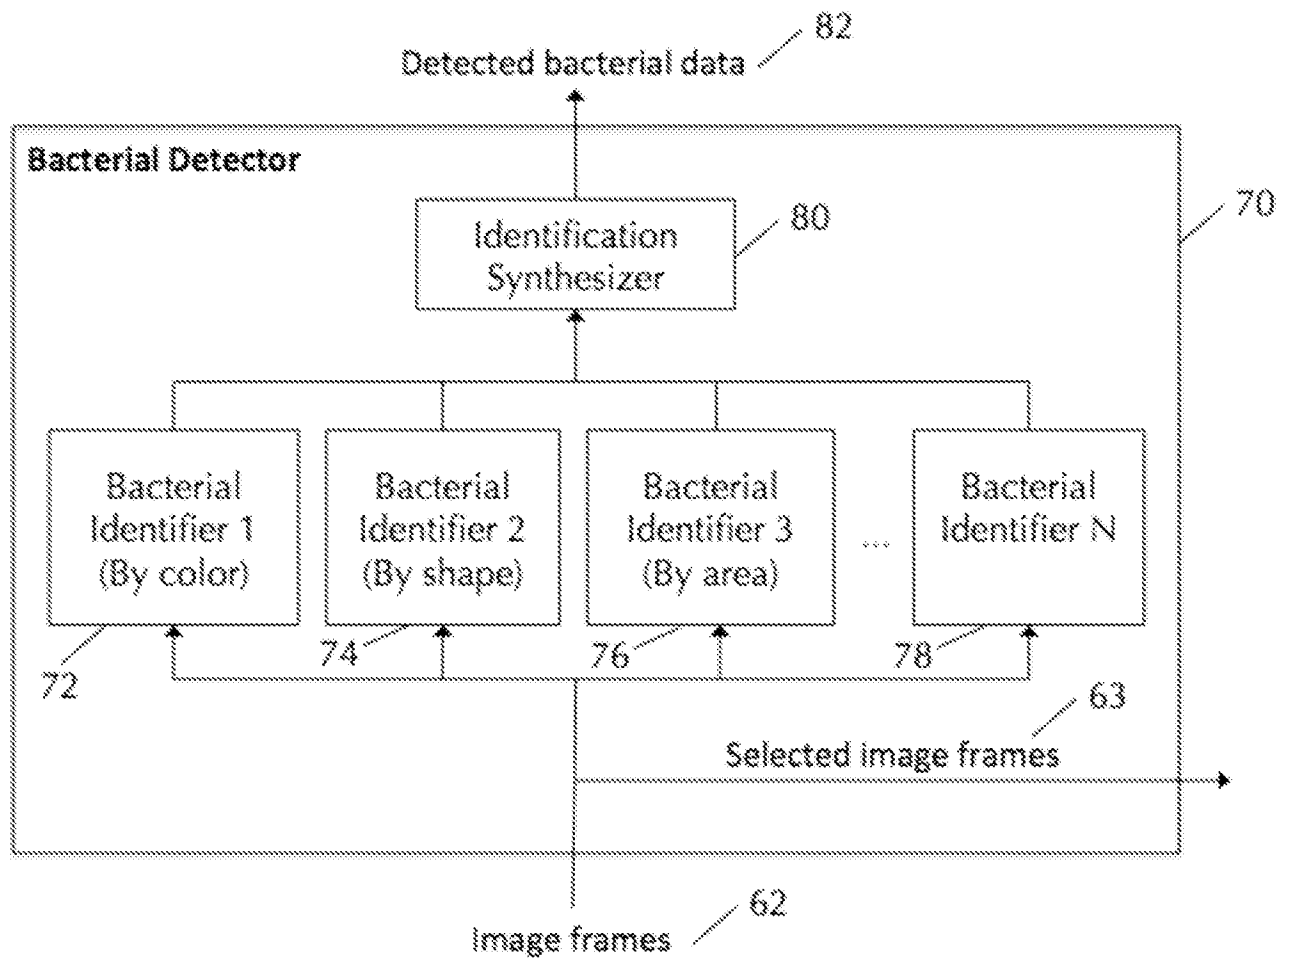 82
Detected bacterial data
Bacterial Detector
70
80
Identification
Synthesizer
Bacterial
Identifier 1
(By color)
Bacterial
Identifier 2
(By shape)
Bacterial
Identifier 3
(By area)
...
Bacterial
Identifier N
72
74
76
78
63
Selected image frames
62
Image frames